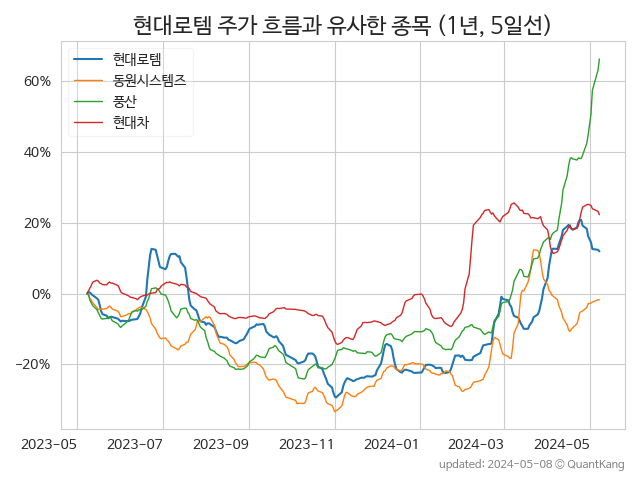 현대로템 주가 흐름과 유사한 종목 (1년, 5일선)
현대로템
동원시스템즈
풍산
현대차
60%
40%
20%
0%
−20%
2023-05 2023-07 2023-09 2023-11 2024-01 2024-03 2024-05
updated: 2024-05-08 © QuantKang